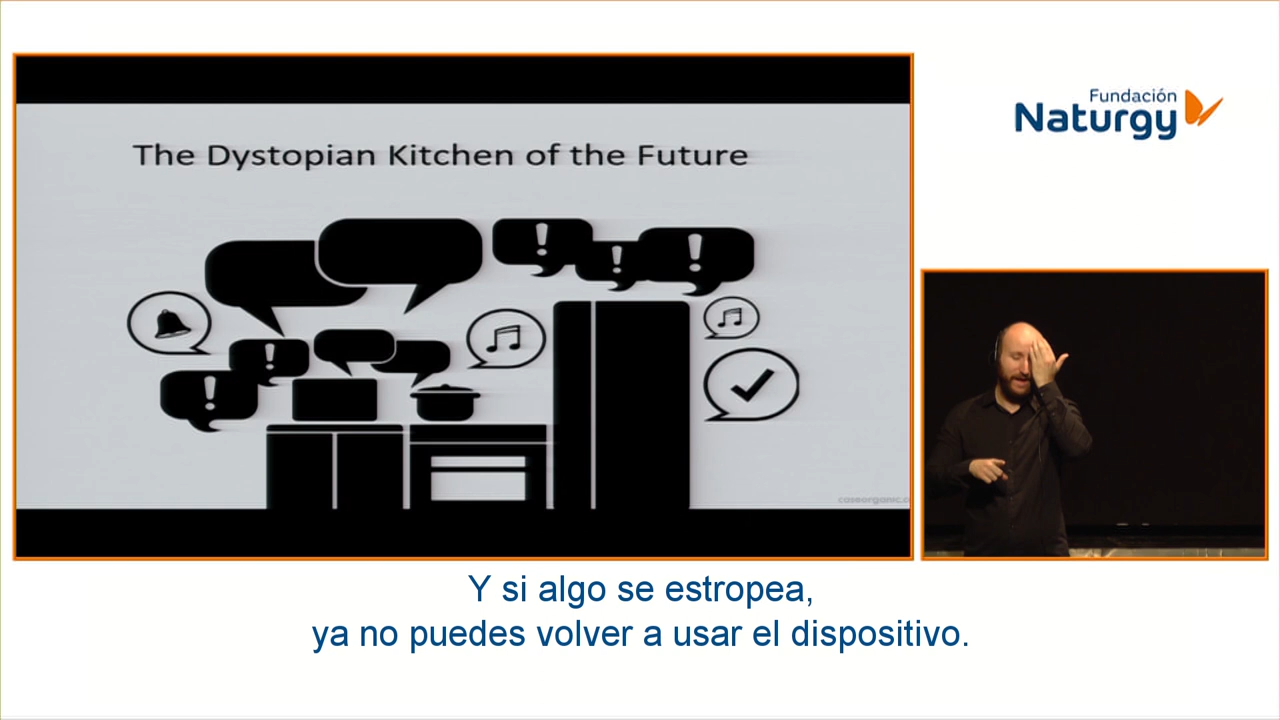 Fundación
Naturgy
The Dystopian Kitchen of the Future
!
!
!
!
!
caseorganic.c
Y si algo se estropea,
ya no puedes volver a usar el dispositivo.